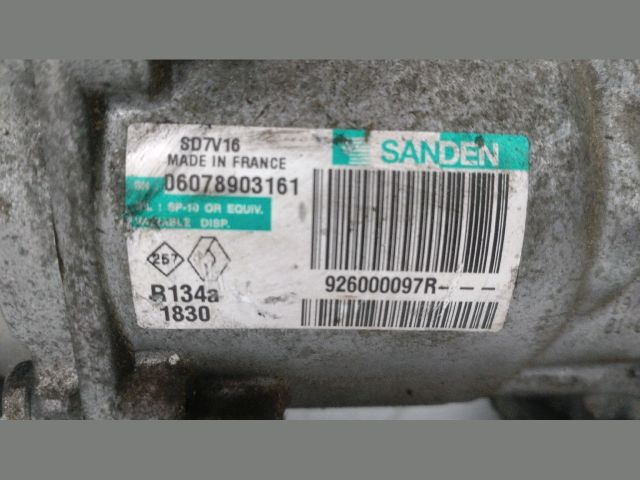 SD7V16
MADE IN FRANCE
SANDEN
06078903161
: SP-10 OR EQUIV.
VARIABLE DISP.
257
R134a
1830
926000097R- - -